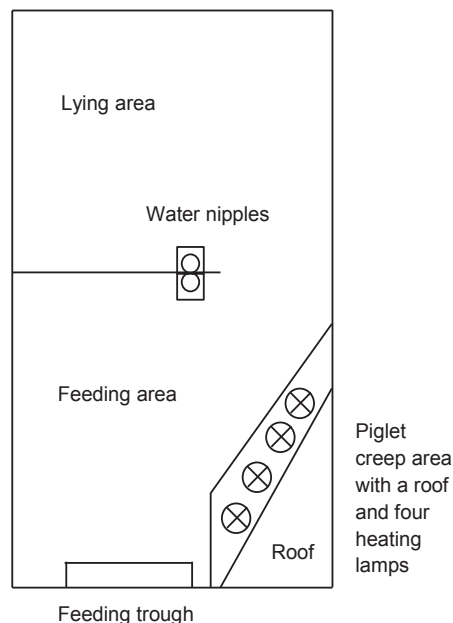 Lying area
Water nipples
Feeding area
Piglet
creep area
with a roof
and four
heating
lamps
Roof
Feeding trough